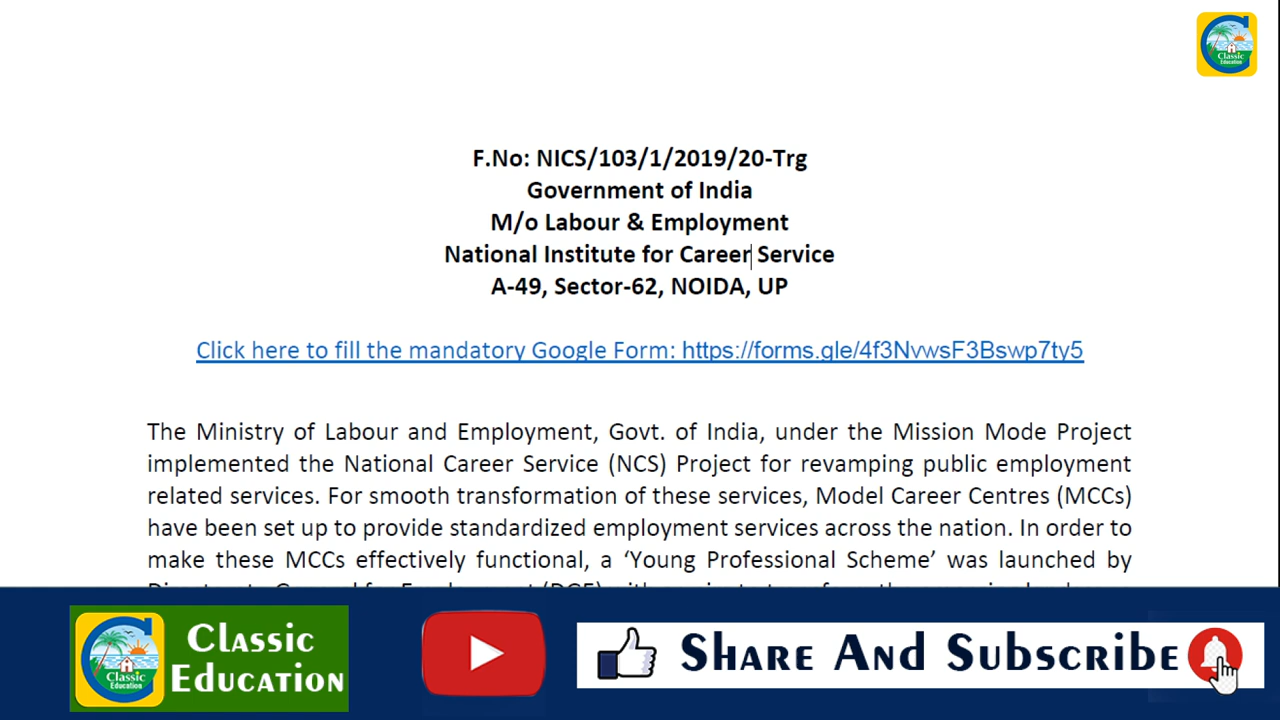 Classic
Education
F.No: NICS/103/1/2019/20-Trg
Government of India
M/o Labour & Employment
National Institute for Career Service
A-49, Sector-62, NOIDA, UP
Click here to fill the mandatory Google Form: https://forms.gle/4f3NvwsF3Bswp7ty5
The Ministry of Labour and Employment, Govt. of India, under the Mission Mode Project
implemented the National Career Service (NCS) Project for revamping public employment
related services. For smooth transformation of these services, Model Career Centres (MCCs)
have been set up to provide standardized employment services across the nation. In order to
make these MCCs effectively functional, a ‘Young Professional Scheme’ was launched by
Classic
Education
Classic
Education
Share And Subscribe